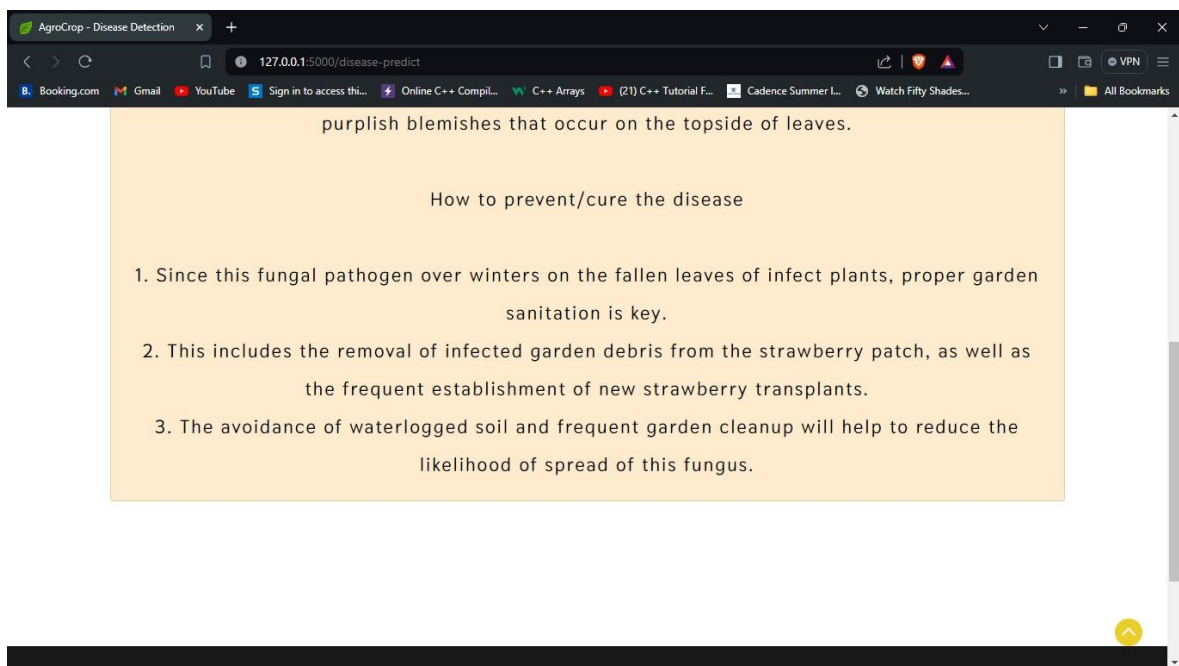 AgroCrop - Disease Detection
127.0.0.1:5000/disease-predict
VPN
B. Booking.com Gmail YouTube S Sign in to access thi... Online C++ Compil... C++ Arrays (21) C++ Tutorial F... Cadence Summer I... Watch Fifty Shades... All Bookmarks
purplish blemishes that occur on the topside of leaves.
How to prevent/cure the disease
1. Since this fungal pathogen over winters on the fallen leaves of infect plants, proper garden
sanitation is key.
2. This includes the removal of infected garden debris from the strawberry patch, as well as
the frequent establishment of new strawberry transplants.
3. The avoidance of waterlogged soil and frequent garden cleanup will help to reduce the
likelihood of spread of this fungus.